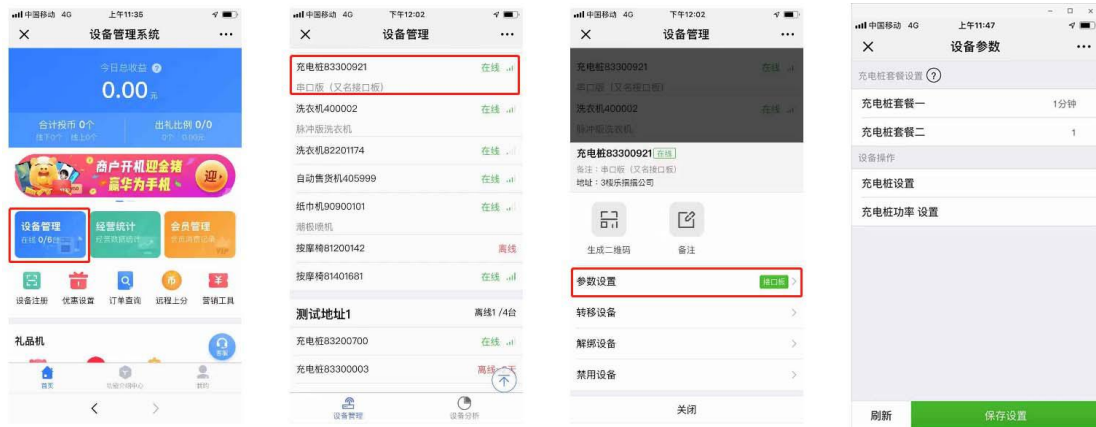 中国移动 4G 上午11:35
设备管理系统
今日总收益
0.00 元
合计投币 0个
出礼比例 0/0
商户开机迎金猪
赢华为手机
迎
设备管理
经营统计
会员管理
在线 0/6台
设备注册
优惠设置
订单查询
远程上分
营销工具
礼品机
首页
我的
中国移动 4G 下午12:02
设备管理
充电桩83300921
在线
串口版（又名接口板）
洗衣机400002
在线
脉冲版洗衣机
洗衣机82201174
在线
自动售货机405999
在线
纸巾机90900101
在线
潮极喷机
按摩椅81200142
离线
按摩椅81401681
在线
测试地址1
离线1 /4台
充电桩83200700
在线
充电桩83300003
设备管理
设备分析
中国移动 4G 下午12:02
设备管理
充电桩83300921
在线
串口版（又名接口板）
洗衣机400002
在线
脉冲版洗衣机
充电桩83300921 在线
备注：串口版（又名接口板）
地址：3楼乐摇摇公司
生成二维码
备注
参数设置
接口板
转移设备
解绑设备
禁用设备
关闭
中国移动 4G 上午11:47
设备参数
充电桩套餐设置 ?
充电桩套餐一
1分钟
充电桩套餐二
1
设备操作
充电桩设置
充电桩功率 设置
刷新
保存设置